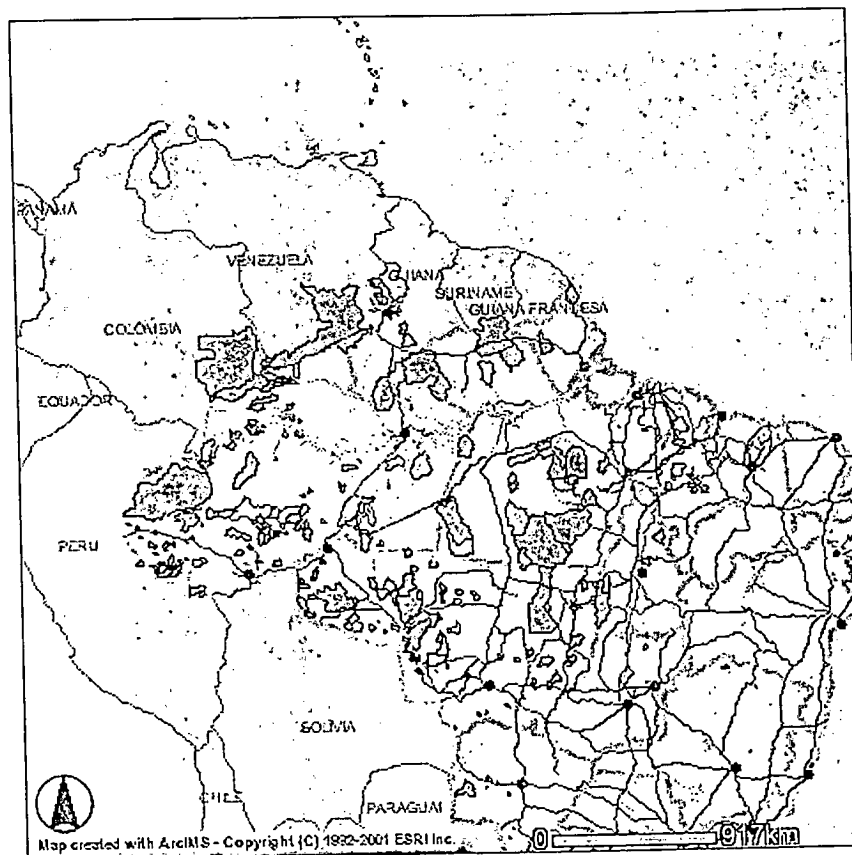 PANAMA
VENEZUELA
GUIANA
SURINAME
GUIANA FRANCESA
COLOMBIA
EQUADOR
PERU
BOLIVIA
PARAGUAI
Map created with ArcIMS - Copyright (C) 1992-2001 ESRI Inc.
0 917km